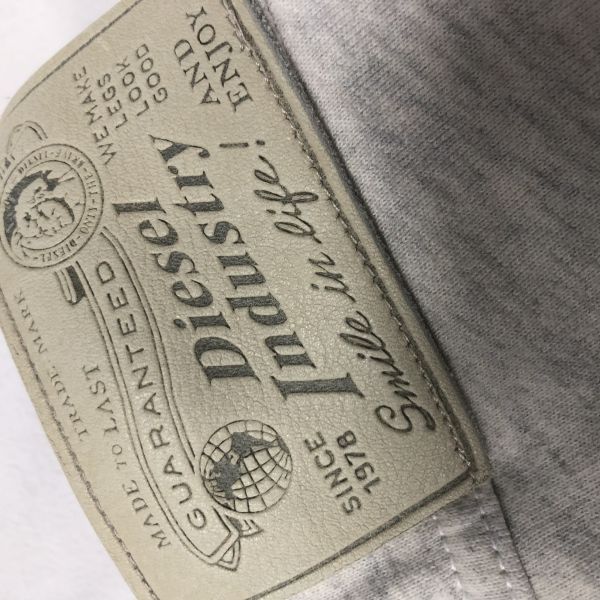 MADE TO LAST TRADE MARK
GUARANTEED
Diesel
Industry
Smile in life!
SINCE
1978
WE MAKE
LEGS
LOOK
GOOD
AND
ENJOY